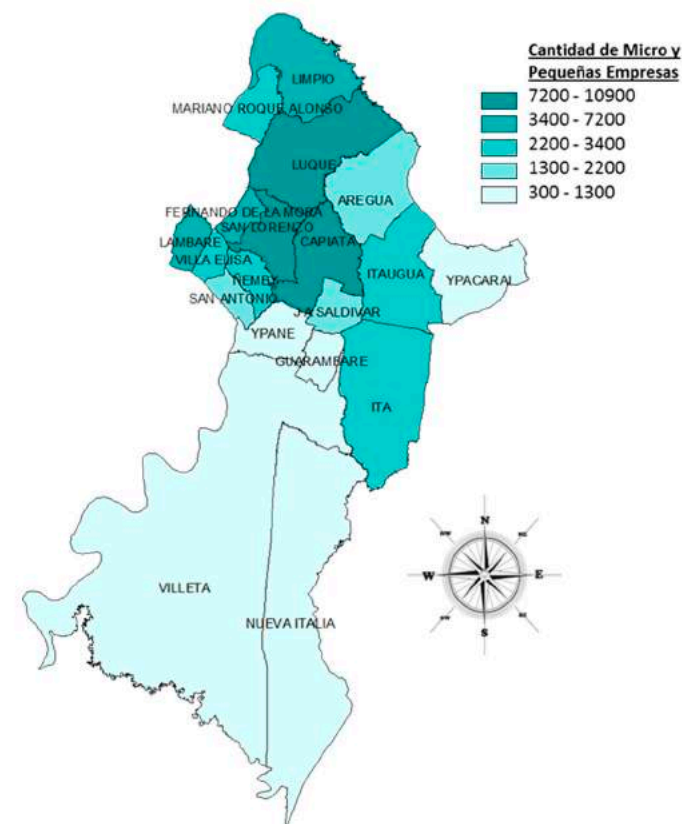 Cantidad de Micro y
Pequeñas Empresas
7200 - 10900
3400 - 7200
2200 - 3400
1300 - 2200
300 - 1300
LIMPIO
MARIANO ROQUE ALONSO
LUQUE
AREGUA
FERNANDO DE LA MORA
SAN LORENZO
CAPIATA
LAMBARE
VILLA ELISA
ITAUGUA
YPACARAI
ÑEMBY
SAN ANTONIO
J A SALDIVAR
YPANE
GUARAMBARE
ITA
VILLETA
NUEVA ITALIA
N
W
E
S